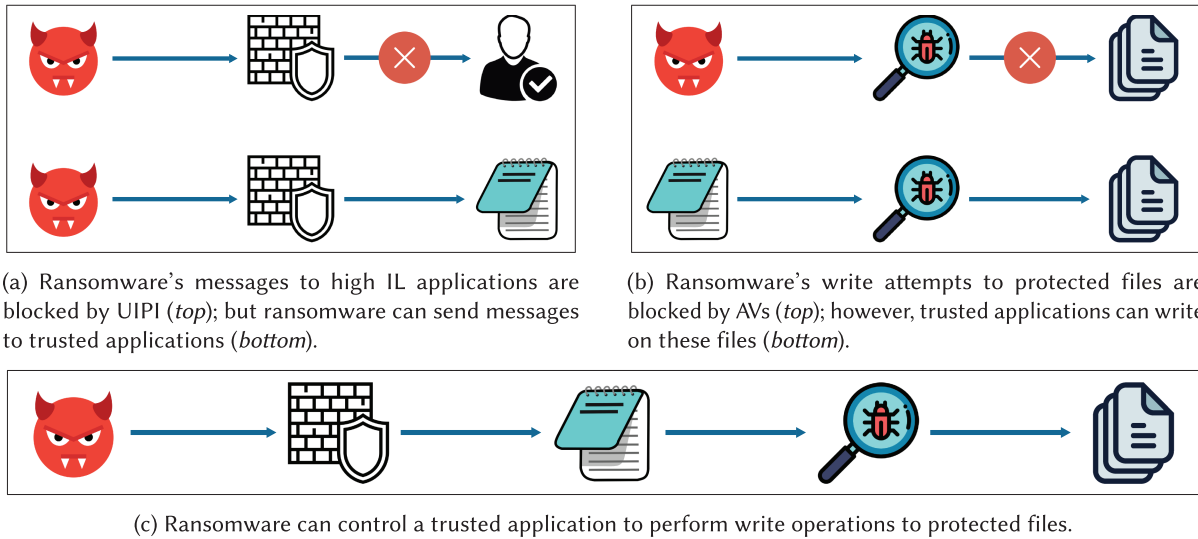 (a) Ransomware's messages to high IL applications are
blocked by UIPI (top); but ransomware can send messages
to trusted applications (bottom).
(b) Ransomware's write attempts to protected files are
blocked by AVs (top); however, trusted applications can write
on these files (bottom).
(c) Ransomware can control a trusted application to perform write operations to protected files.